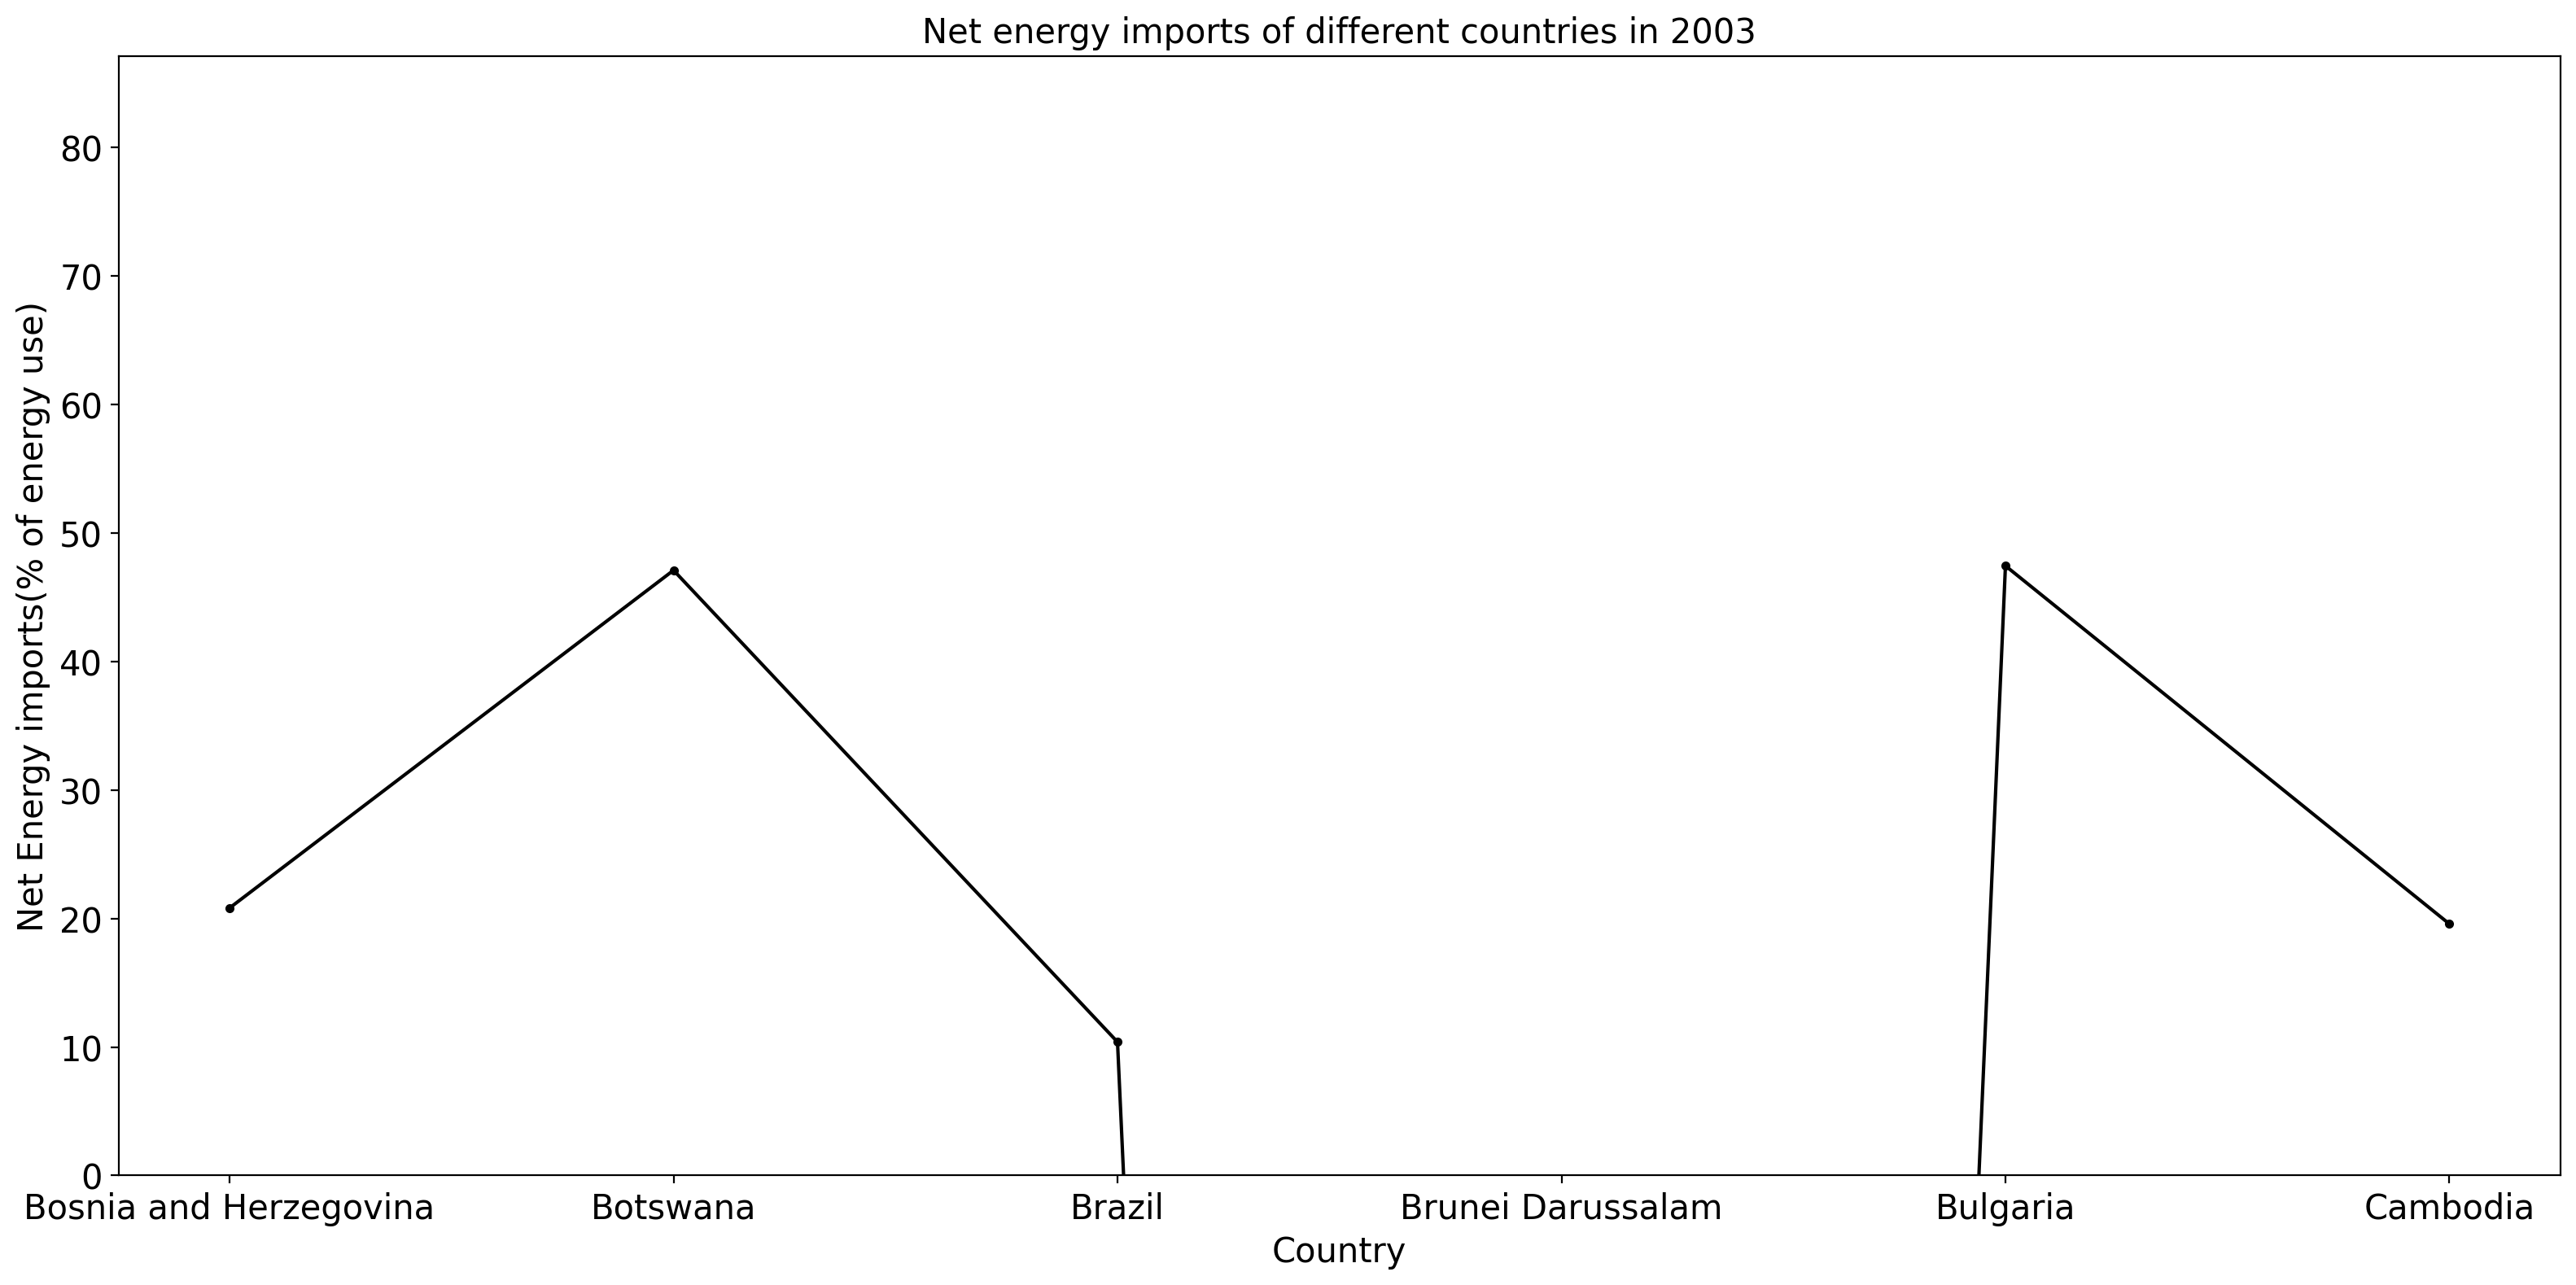 Net energy imports of different countries in 2003
Net Energy imports(% of energy use)
80
70
60
50
40
30
20
10
0
Bosnia and Herzegovina Botswana Brazil Brunei Darussalam Bulgaria Cambodia
Country